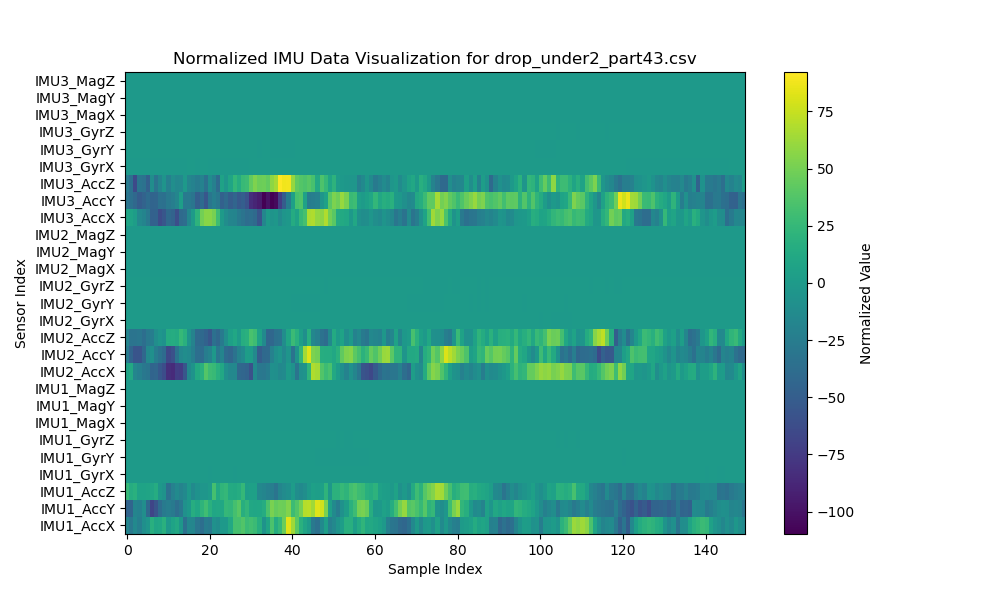 Normalized IMU Data Visualization for drop_under2_part43.csv
IMU3_MagZ
IMU3_MagY
IMU3_MagX
IMU3_GyrZ
IMU3_GyrY
IMU3_GyrX
IMU3_AccZ
IMU3_AccY
IMU3_AccX
IMU2_MagZ
IMU2_MagY
IMU2_MagX
IMU2_GyrZ
IMU2_GyrY
IMU2_GyrX
IMU2_AccZ
IMU2_AccY
IMU2_AccX
IMU1_MagZ
IMU1_MagY
IMU1_MagX
IMU1_GyrZ
IMU1_GyrY
IMU1_GyrX
IMU1_AccZ
IMU1_AccY
IMU1_AccX
Sensor Index
0 20 40 60 80 100 120 140
Sample Index
75
50
25
0
−25
−50
−75
−100
Normalized Value